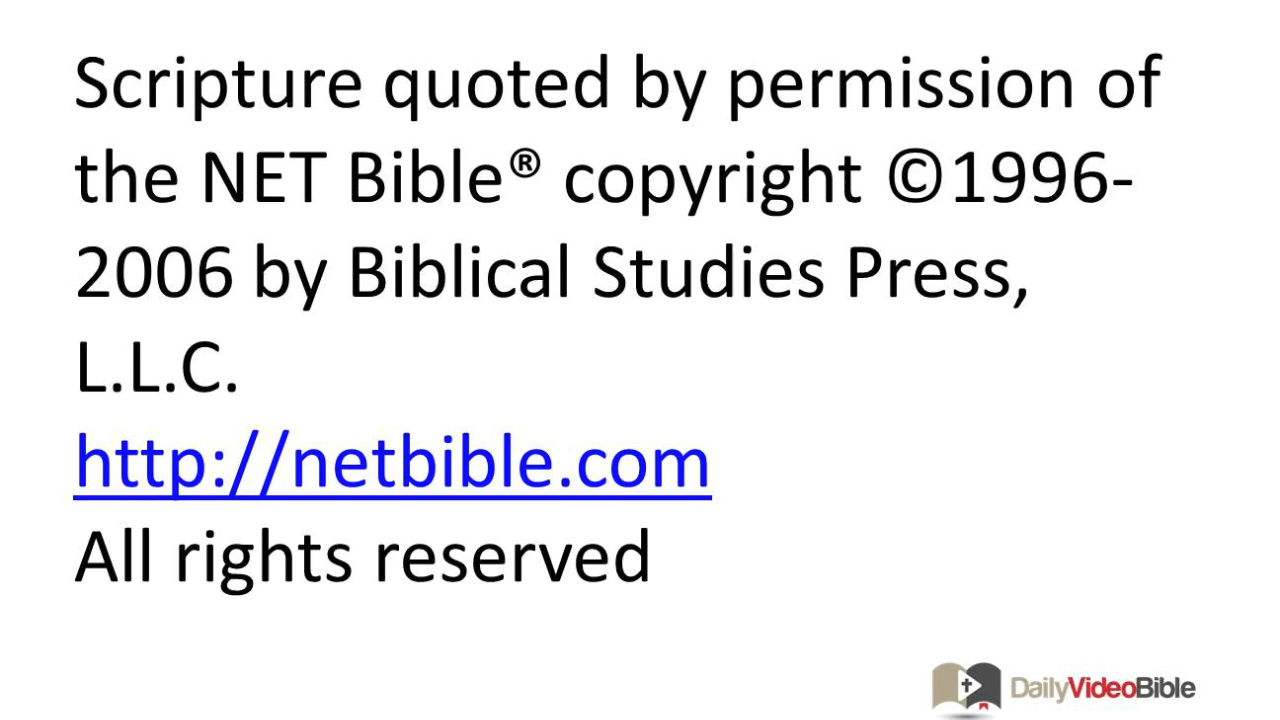 Scripture quoted by permission of
the NET Bible® copyright ©1996-
2006 by Biblical Studies Press,
L.L.C.
http://netbible.com
All rights reserved
DailyVideoBible